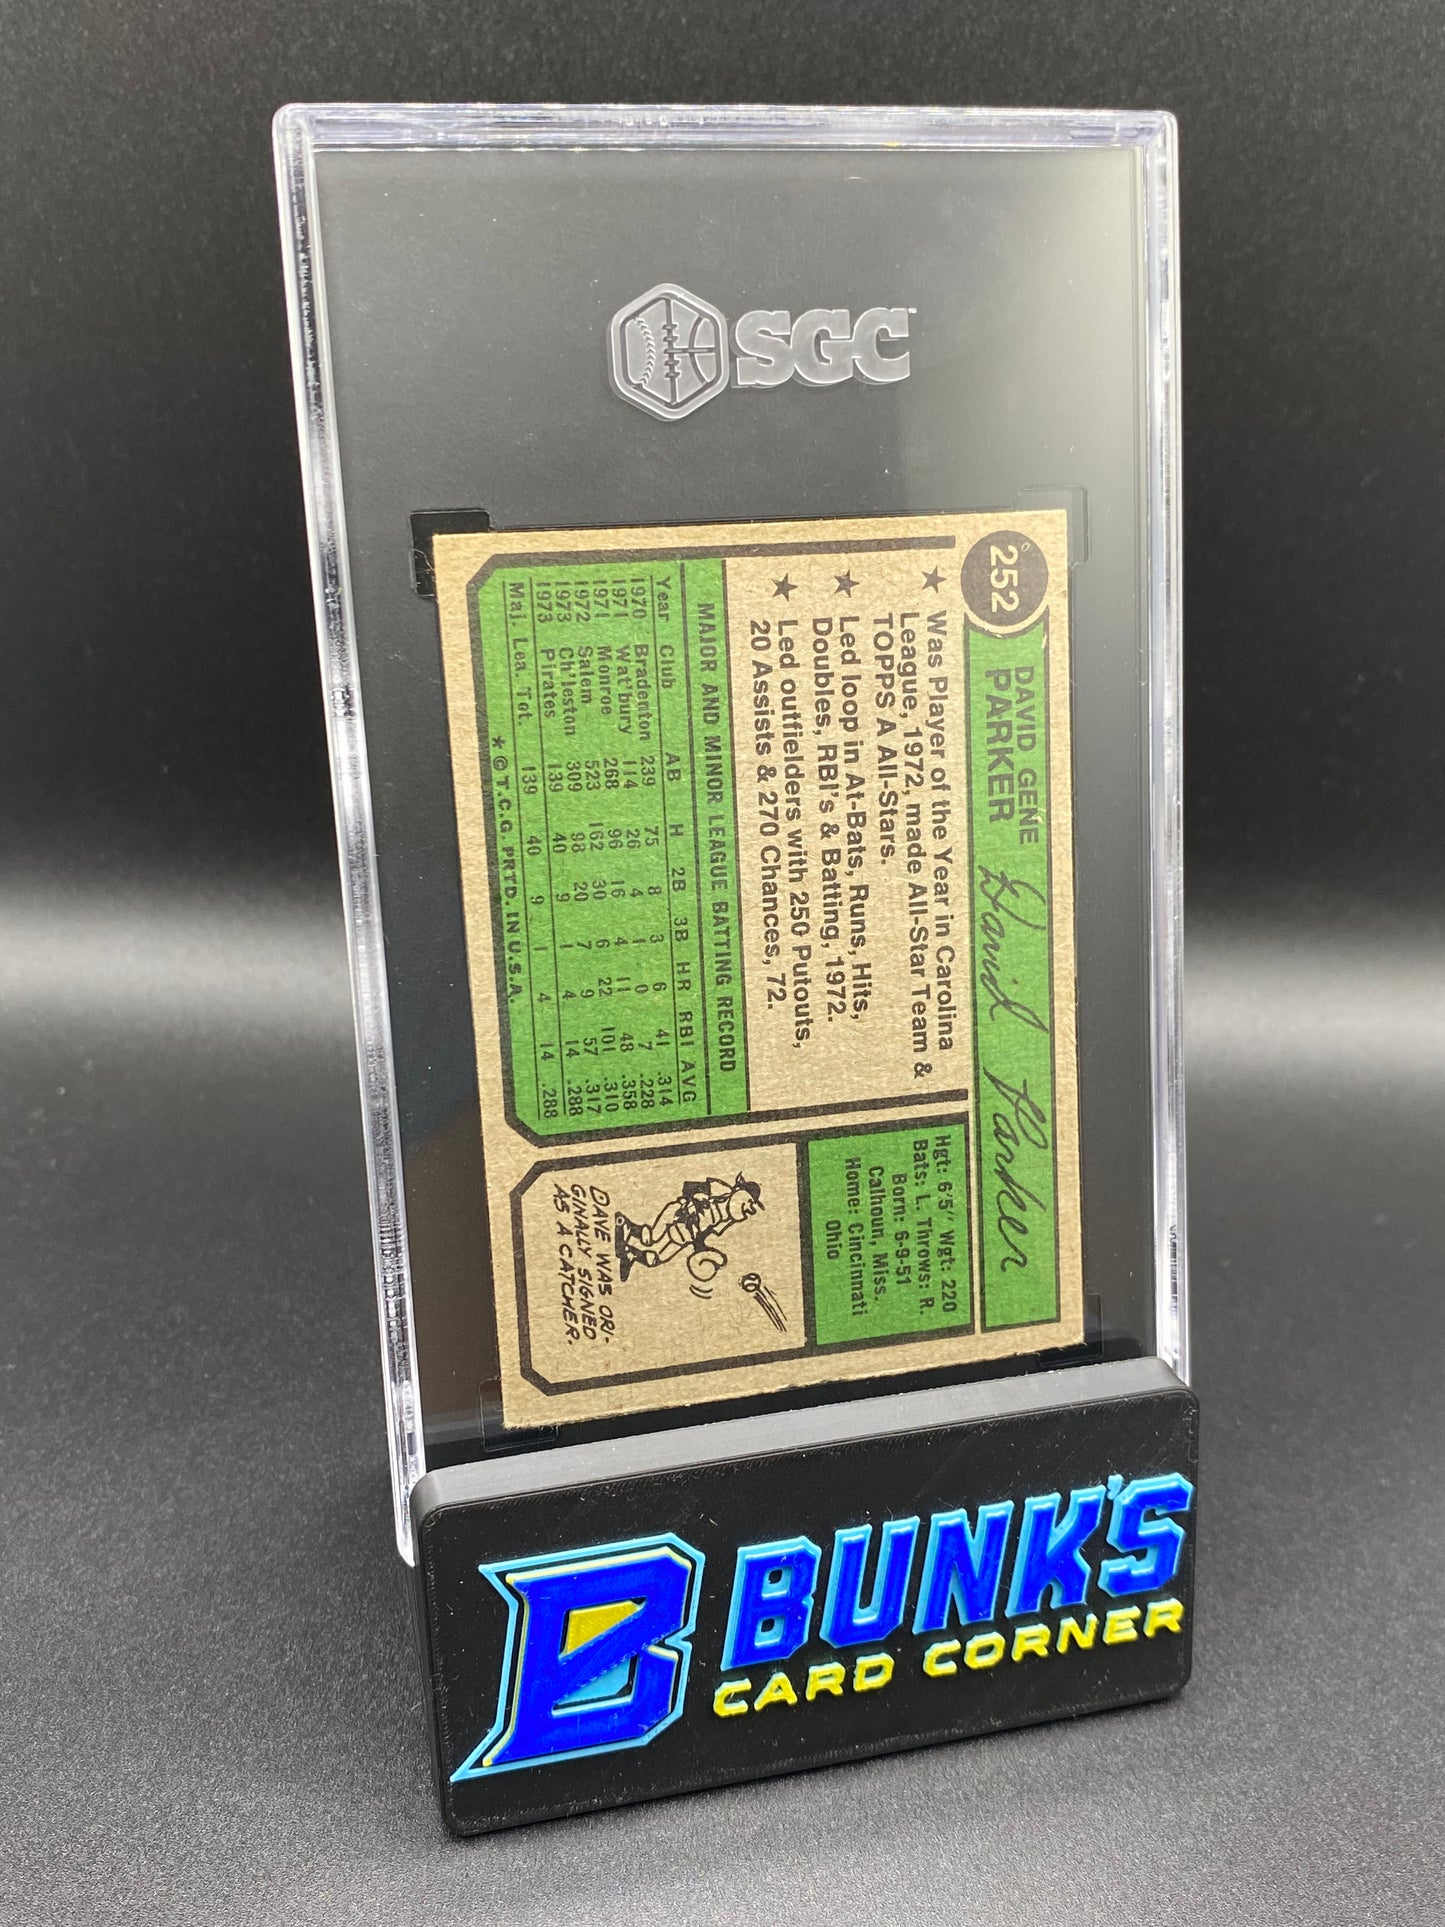 SGC™
252
DAVID GENE
PARKER
David Parker
★ Was Player of the Year in Carolina
League, 1972, made All-Star Team &
TOPPS A All-Stars.
★ Led loop in At-Bats, Runs, Hits,
Doubles, RBI's & Batting, 1972.
★ Led outfielders with 250 Putouts,
20 Assists & 270 Chances, 72.
Hgt: 6'5" Wgt: 220
Bats: L. Throws: R.
Born: 6-9-51
Calhoun, Miss.
Home: Cincinnati
Ohio
MAJOR AND MINOR LEAGUE BATTING RECORD
Year Club AB H 2B 3B HR RBI AVG
1970 Bradenton 239 75 8 3 6 41 .314
1971 Wat'bury 114 26 4 1 0 7 .228
1971 Monroe 268 96 16 4 11 48 .358
1972 Salem 523 162 30 6 22 101 .310
1973 Ch'leston 309 98 20 7 9 57 .317
1973 Pirates 139 40 9 1 4 14 .288
Maj. Lea. Tot. 139 40 9 1 4 14 .288
* © T.C.G. PRTD. IN U.S.A.
DAVE WAS ORI-
GINALLY SIGNED
AS A CATCHER.
B BUNK'S
CARD CORNER